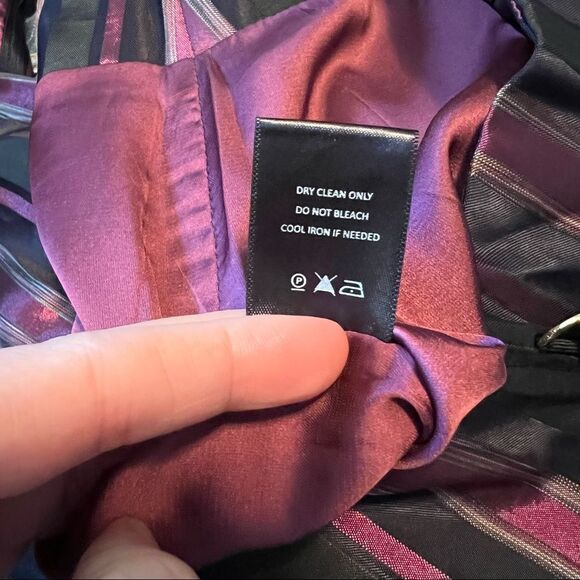 DRY CLEAN ONLY
DO NOT BLEACH
COOL IRON IF NEEDED
P